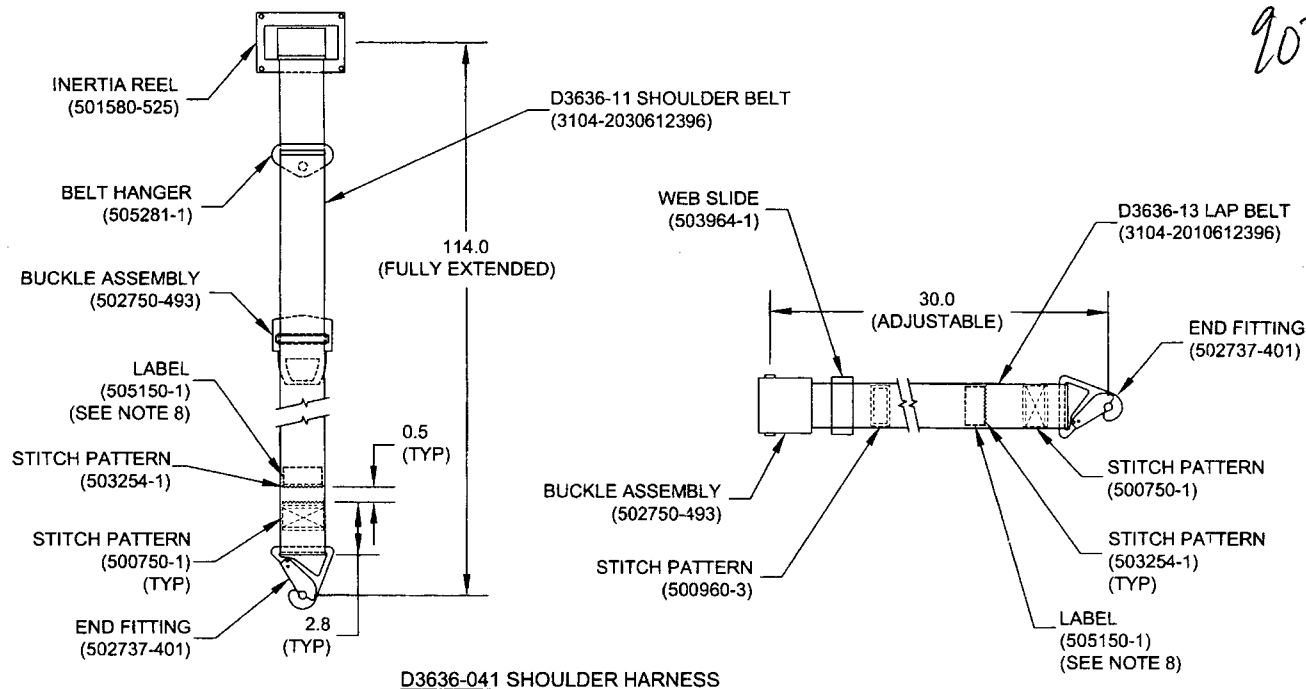 90
INERTIA REEL
(501580-525)
D3636-11 SHOULDER BELT
(3104-2030612396)
BELT HANGER
(505281-1)
114.0
(FULLY EXTENDED)
BUCKLE ASSEMBLY
(502750-493)
LABEL
(505150-1)
(SEE NOTE 8)
0.5
(TYP)
STITCH PATTERN
(503254-1)
STITCH PATTERN
(500750-1)
(TYP)
END FITTING
(502737-401)
2.8
(TYP)
D3636-041 SHOULDER HARNESS
WEB SLIDE
(503964-1)
D3636-13 LAP BELT
(3104-2010612396)
30.0
(ADJUSTABLE)
END FITTING
(502737-401)
BUCKLE ASSEMBLY
(502750-493)
STITCH PATTERN
(500960-3)
STITCH PATTERN
(500750-1)
STITCH PATTERN
(503254-1)
(TYP)
LABEL
(505150-1)
(SEE NOTE 8)